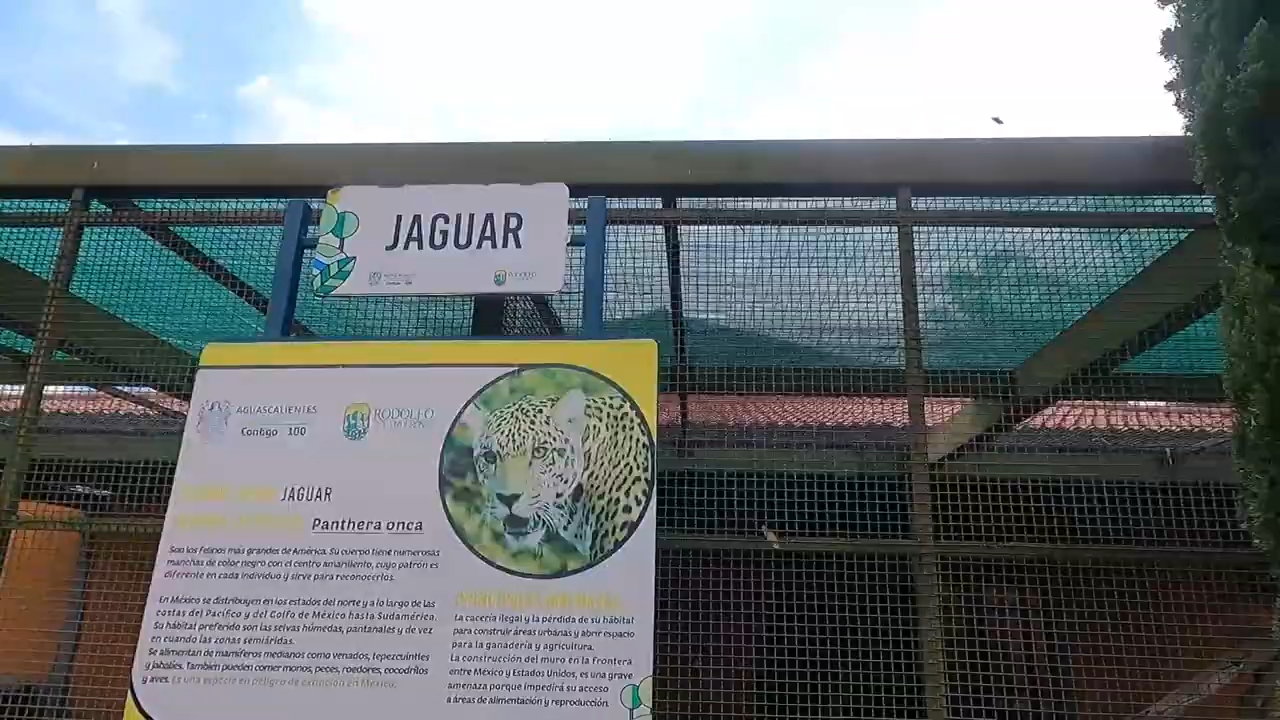 JAGUAR
AGUASCALIENTES
Contigo 100
RODOLFO
JAGUAR
Panthera onca
Son los felinos más grandes de América. Su cuerpo tiene numerosas
manchas de color negro con el centro amarillento, cuyo patrón es
diferente en cada individuo y sirve para reconocerlos.
En México se distribuyen en los estados del norte y a lo largo de las
costas del Pacífico y del Golfo de México hasta Sudamérica.
Su hábitat preferido son las selvas húmedas, pantanales y de vez
en cuando las zonas semiáridas.
Se alimentan de mamíferos medianos como venados, tepezcuintles
y jabalíes. También pueden comer monos, peces, roedores, cocodrilos
y aves. Es una especie en peligro de extinción en México.
PRINCIPALES AMENAZAS
La cacería ilegal y la pérdida de su hábitat
para construir áreas urbanas y abrir espacio
para la ganadería y agricultura.
La construcción del muro en la frontera
entre México y Estados Unidos, es una grave
amenaza porque impedirá su acceso
a áreas de alimentación y reproducción.